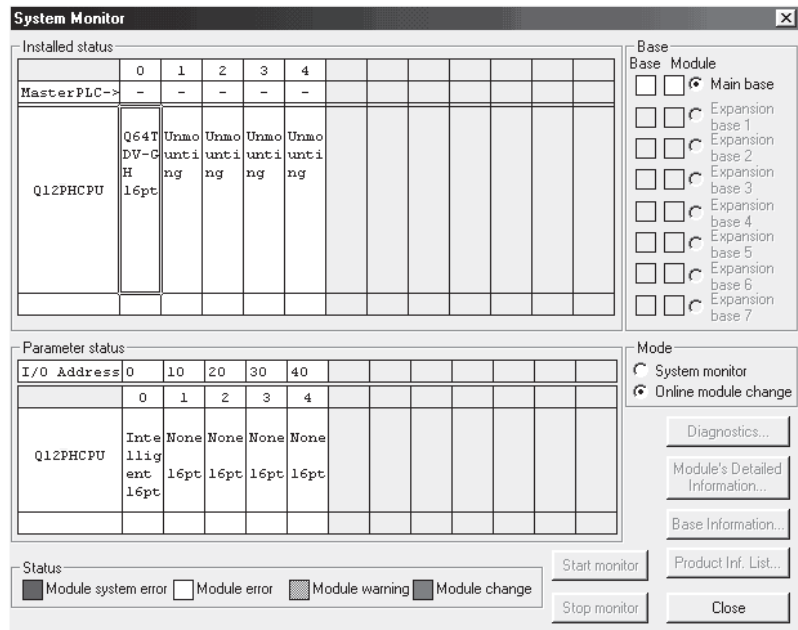 System Monitor
Installed status
0 1 2 3 4
MasterPLC-> - - - - -
Q12PHCPU
Q64T
DV-G
H
16pt
Unmo
unti
ng
Unmo
unti
ng
Unmo
unti
ng
Unmo
unti
ng
Base
Base Module
Main base
Expansion
base 1
Expansion
base 2
Expansion
base 3
Expansion
base 4
Expansion
base 5
Expansion
base 6
Expansion
base 7
Parameter status
I/O Address 0 10 20 30 40
0 1 2 3 4
Q12PHCPU
Inte
llig
ent
16pt
None
16pt
None
16pt
None
16pt
None
16pt
Mode
System monitor
Online module change
Diagnostics...
Module's Detailed
Information...
Base Information...
Product Inf. List...
Status
Module system error Module error Module warning Module change
Start monitor
Stop monitor
Close